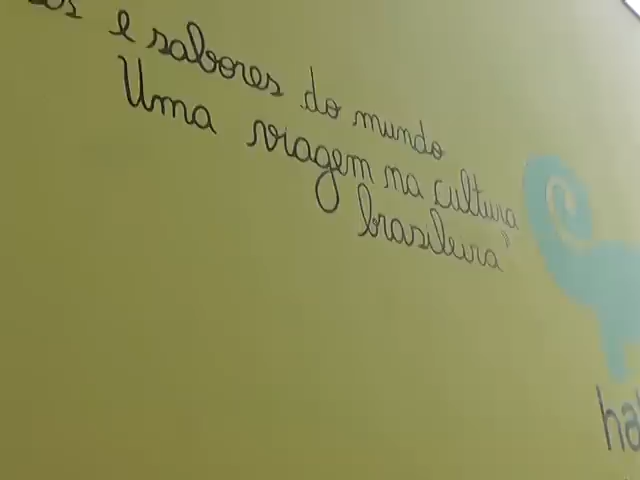 e sabores do mundo
Uma viagem na cultura
brasileira"